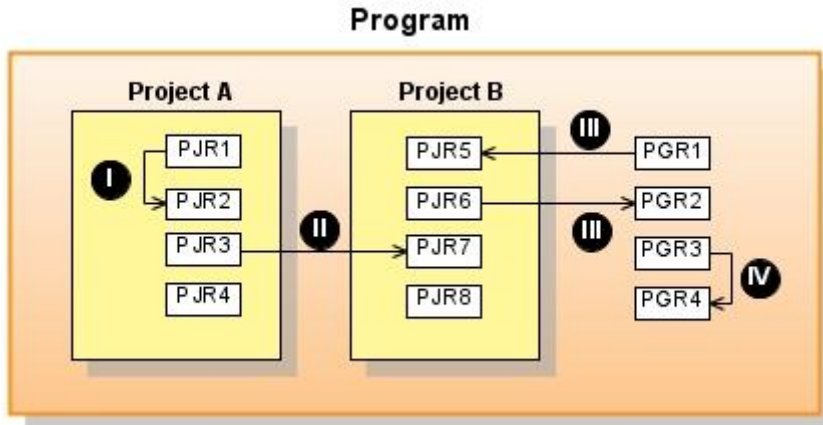 Program
Project A
Project B
PJR1
PJR2
PJR3
PJR4
I
II
PJR5
PJR6
PJR7
PJR8
III
III
PGR1
PGR2
PGR3
PGR4
IV